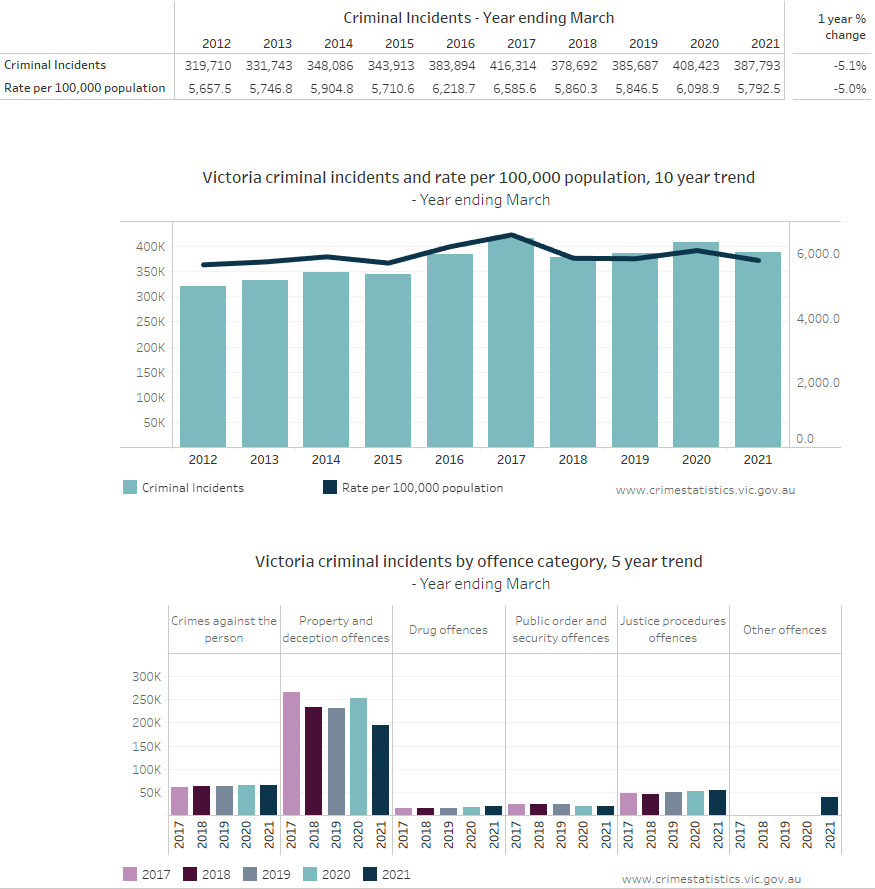 Criminal Incidents - Year ending March
1 year % change
2012 2013 2014 2015 2016 2017 2018 2019 2020 2021
Criminal Incidents 319,710 331,743 348,086 343,913 383,894 416,314 378,692 385,687 408,423 387,793 -5.1%
Rate per 100,000 population 5,657.5 5,746.8 5,904.8 5,710.6 6,218.7 6,585.6 5,860.3 5,846.5 6,098.9 5,792.5 -5.0%
Victoria criminal incidents and rate per 100,000 population, 10 year trend
- Year ending March
400K
350K
300K
250K
200K
150K
100K
50K
6,000.0
4,000.0
2,000.0
0.0
2012 2013 2014 2015 2016 2017 2018 2019 2020 2021
Criminal Incidents Rate per 100,000 population www.crimestatistics.vic.gov.au
Victoria criminal incidents by offence category, 5 year trend
- Year ending March
Crimes against the person
Property and deception offences
Drug offences
Public order and security offences
Justice procedures offences
Other offences
300K
250K
200K
150K
100K
50K
2017 2018 2019 2020 2021 2017 2018 2019 2020 2021 2017 2018 2019 2020 2021 2017 2018 2019 2020 2021 2017 2018 2019 2020 2021 2017 2018 2019 2020 2021
2017 2018 2019 2020 2021 www.crimestatistics.vic.gov.au